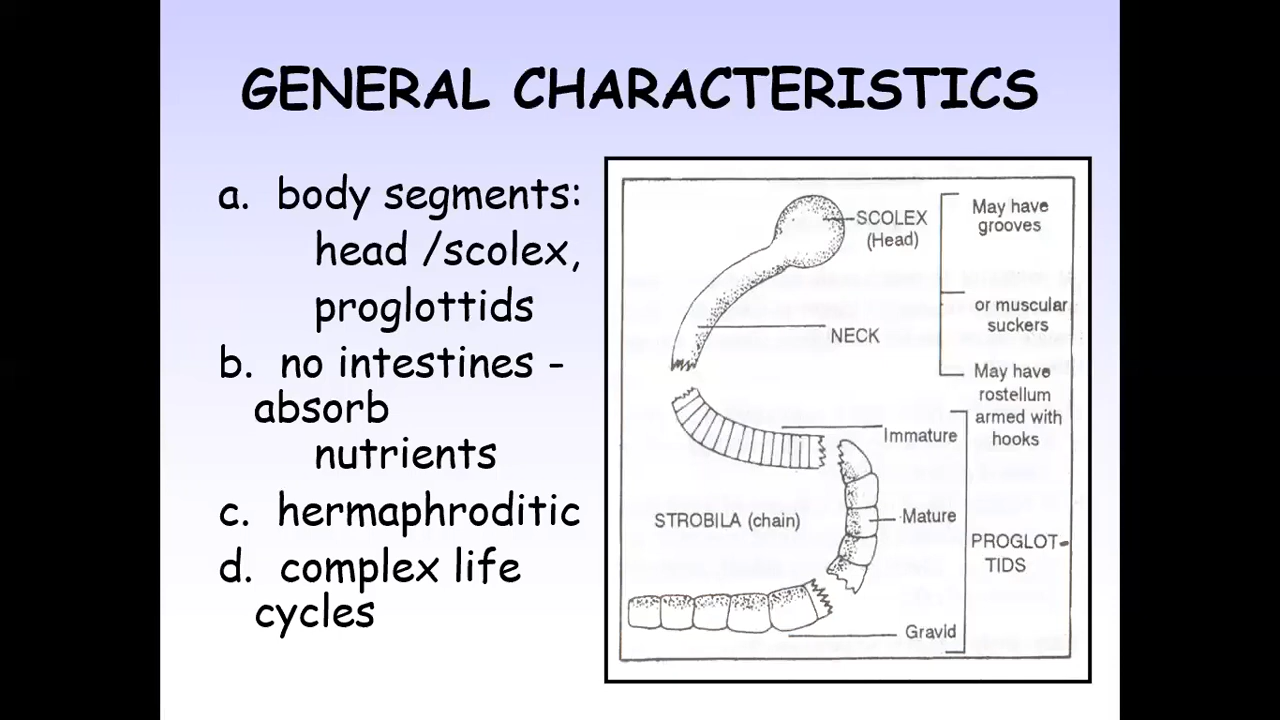 GENERAL CHARACTERISTICS
a. body segments:
head /scolex,
proglottids
b. no intestines -
absorb
nutrients
c. hermaphroditic
d. complex life
cycles
SCOLEX
(Head)
May have
grooves
or muscular
suckers
NECK
May have
rostellum
armed with
hooks
Immature
STROBILA (chain)
Mature
PROGLOT-
TIDS
Gravid